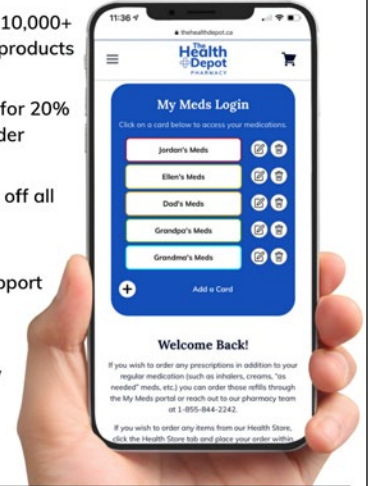 10,000+
products
for 20%
der
off all
pport
11:36
thehealthdepot.ca
The
Health
Depot
PHARMACY
My Meds Login
Click on a card below to access your medications.
Jordan's Meds
Ellen's Meds
Dad's Meds
Grandpa's Meds
Grandma's Meds
Add a Card
Welcome Back!
If you wish to order any prescriptions in addition to your
regular medication (such as inhalers, creams, "as
needed" meds, etc.) you can order those refills through
the My Meds portal or reach out to our pharmacy team
at 1-855-844-2242.
If you wish to order any items from our Health Store,
click the Health Store tab and place your order within